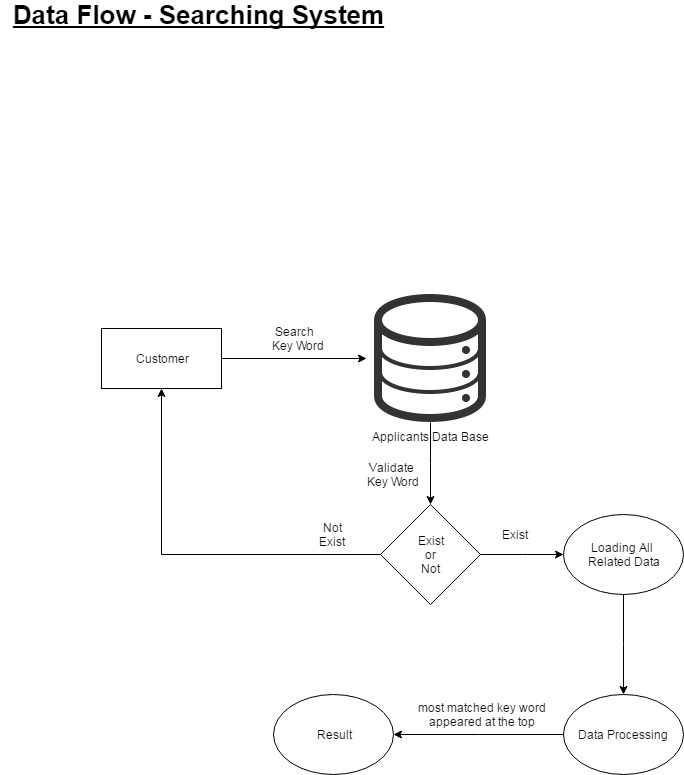 Data Flow - Searching System
Search
Key Word
Customer
Applicants Data Base
Validate
Key Word
Not
Exist
Exist
or
Not
Exist
Loading All
Related Data
most matched key word
appeared at the top
Result
Data Processing